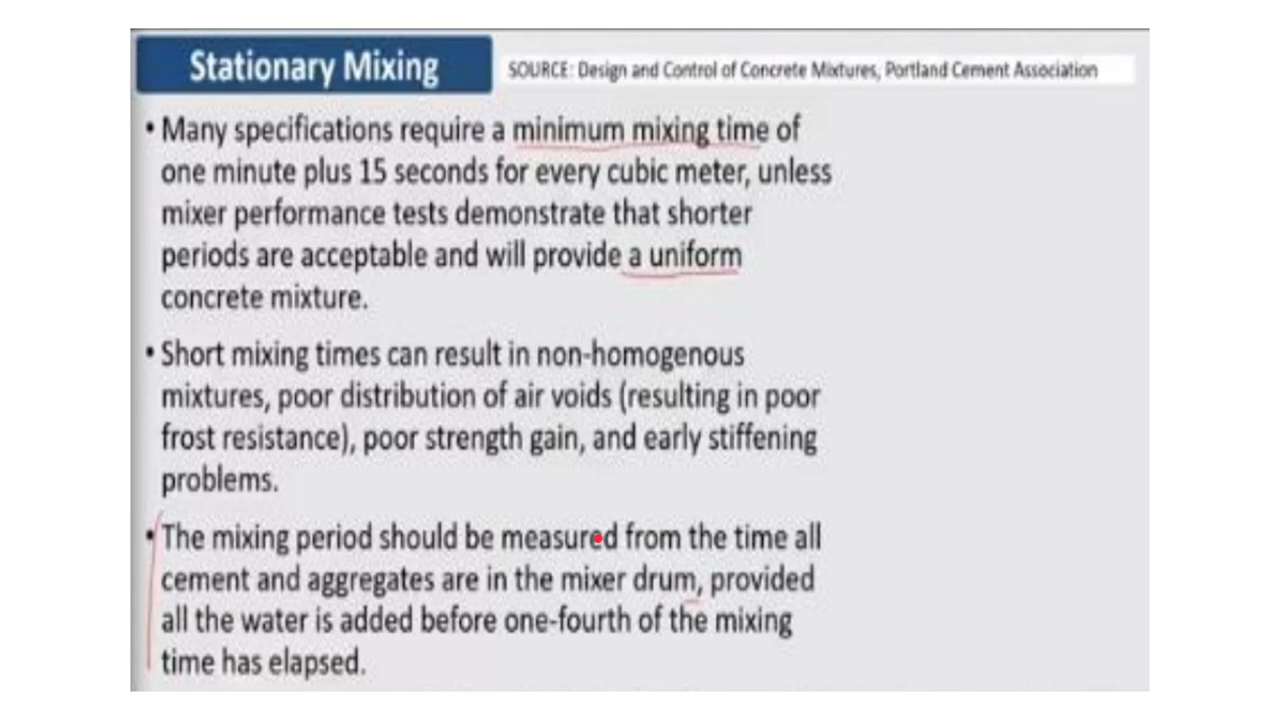 Stationary Mixing
SOURCE: Design and Control of Concrete Mixtures, Portland Cement Association
• Many specifications require a minimum mixing time of
one minute plus 15 seconds for every cubic meter, unless
mixer performance tests demonstrate that shorter
periods are acceptable and will provide a uniform
concrete mixture.
• Short mixing times can result in non-homogenous
mixtures, poor distribution of air voids (resulting in poor
frost resistance), poor strength gain, and early stiffening
problems.
• The mixing period should be measured from the time all
cement and aggregates are in the mixer drum, provided
all the water is added before one-fourth of the mixing
time has elapsed.